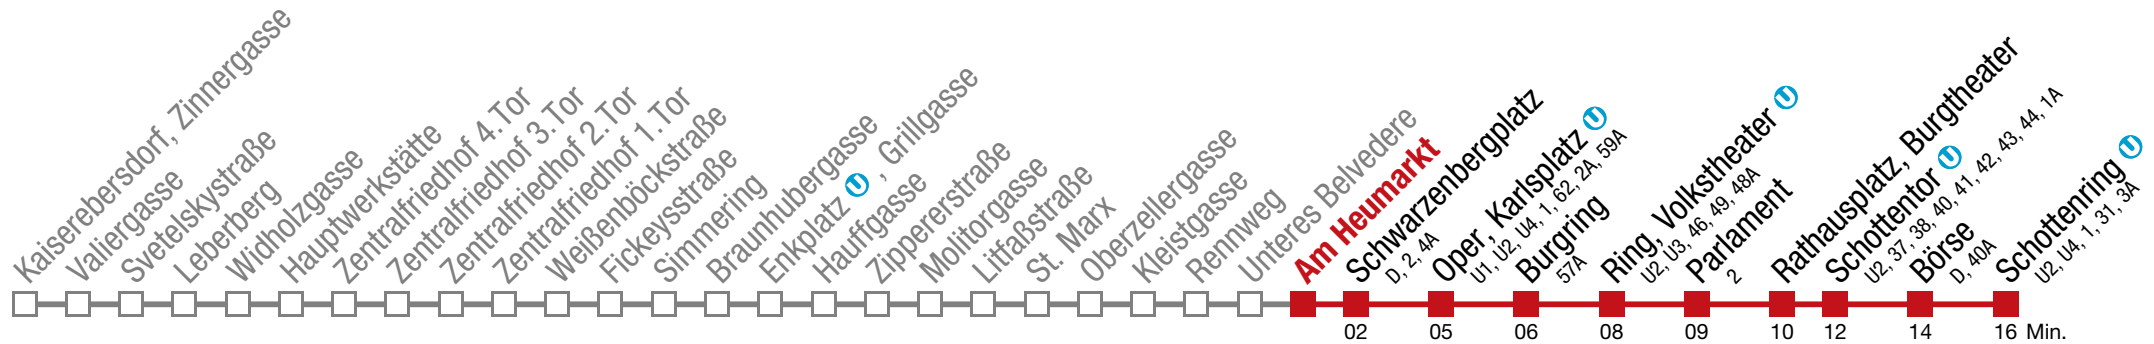 Kaiserebersdorf, Zinnergasse
Valiergasse
Svetelskystraße
Leberberg
Widholzgasse
Hauptwerkstätte
Zentralfriedhof 4.Tor
Zentralfriedhof 3.Tor
Zentralfriedhof 2.Tor
Zentralfriedhof 1.Tor
Weißenböckstraße
Fickeysstraße
Simmering
Braunhubergasse
Enkplatz U, Grillgasse
Hauffgasse
Zippererstraße
Molitorgasse
Litfaßstraße
St. Marx
Oberzellergasse
Kleistgasse
Rennweg
Unteres Belvedere
Am Heumarkt
Schwarzenbergplatz
D, 2, 4A
Oper, Karlsplatz U
U1, U2, U4, 1, 62, 2A, 59A
Burgring
57A
Ring, Volkstheater U
U2, U3, 46, 49, 48A
Parlament
2
Rathausplatz, Burgtheater
Schottentor U
U2, 37, 38, 40, 41, 42, 43, 44, 1A
Börse
D, 40A
Schottenring U
U2, U4, 1, 31, 3A
02 05 06 08 09 10 12 14 16 Min.